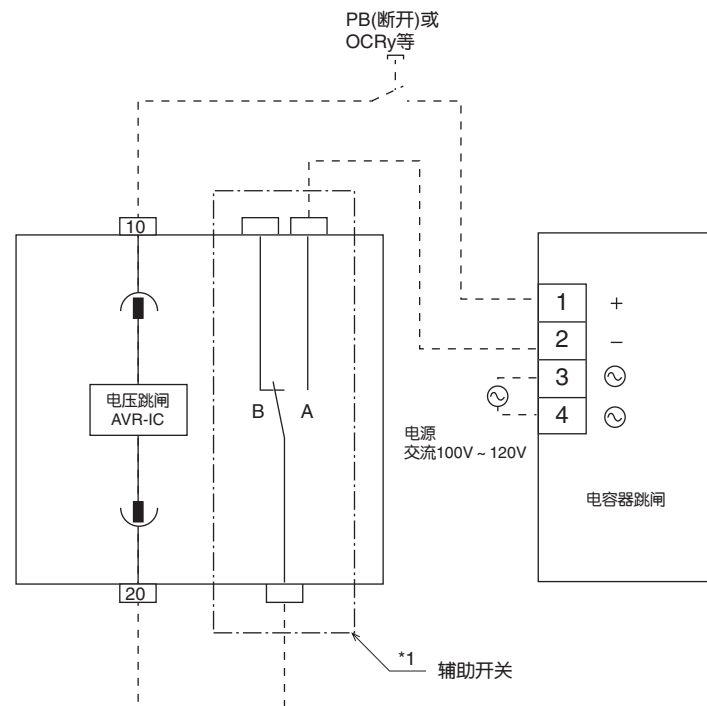 PB(断开)或
OCRy等
10
1 +
2 −
3
4
电压跳闸
AVR-IC
B A
电源
交流100V ~ 120V
电容器跳闸
20
*1 辅助开关